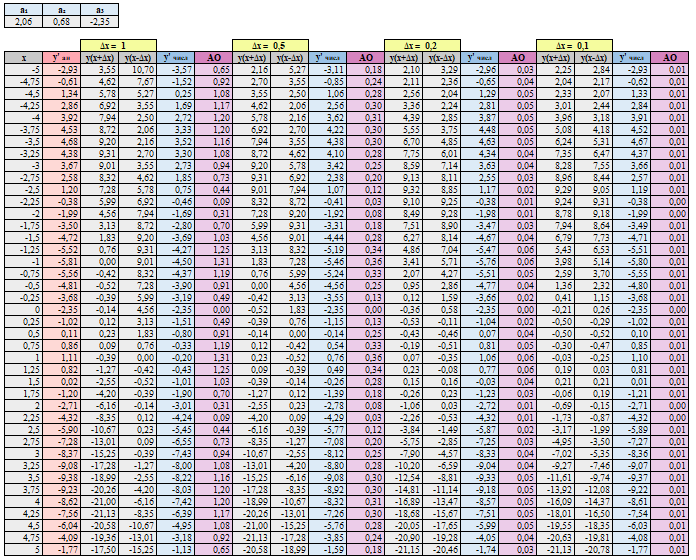 a₁ a₂ a₃
2,06 0,68 -2,35
Δx = 1 Δx = 0,5 Δx = 0,2 Δx = 0,1
x y' ан y(x+Δx) y(x-Δx) y' числ АО y(x+Δx) y(x-Δx) y' числ АО y(x+Δx) y(x-Δx) y' числ АО y(x+Δx) y(x-Δx) y' числ АО
-5 -2,93 3,55 10,70 -3,57 0,65 2,16 5,27 -3,11 0,18 2,10 3,29 -2,96 0,03 2,25 2,84 -2,93 0,01
-4,75 -0,61 4,62 7,67 -1,52 0,92 2,70 3,55 -0,85 0,24 2,11 2,36 -0,65 0,04 2,04 2,17 -0,62 0,01
-4,5 1,34 5,78 5,27 0,25 1,08 3,55 2,50 1,06 0,28 2,56 2,04 1,29 0,05 2,33 2,07 1,33 0,01
-4,25 2,86 6,92 3,55 1,69 1,17 4,62 2,06 2,56 0,30 3,36 2,24 2,81 0,05 3,01 2,44 2,84 0,01
-4 3,92 7,94 2,50 2,72 1,20 5,78 2,16 3,62 0,31 4,39 2,85 3,87 0,05 3,96 3,18 3,91 0,01
-3,75 4,53 8,72 2,06 3,33 1,20 6,92 2,70 4,22 0,30 5,55 3,75 4,48 0,05 5,08 4,18 4,52 0,01
-3,5 4,68 9,20 2,16 3,52 1,16 7,94 3,55 4,38 0,30 6,70 4,85 4,63 0,05 6,24 5,31 4,67 0,01
-3,25 4,38 9,31 2,70 3,30 1,08 8,72 4,62 4,10 0,28 7,75 6,01 4,34 0,04 7,35 6,47 4,37 0,01
-3 3,67 9,01 3,55 2,73 0,94 9,20 5,78 3,42 0,25 8,59 7,14 3,63 0,04 8,28 7,55 3,66 0,01
-2,75 2,58 8,32 4,62 1,85 0,73 9,31 6,92 2,38 0,20 9,13 8,11 2,55 0,03 8,96 8,44 2,57 0,01
-2,5 1,20 7,28 5,78 0,75 0,44 9,01 7,94 1,07 0,12 9,32 8,85 1,17 0,02 9,29 9,05 1,19 0,01
-2,25 -0,38 5,99 6,92 -0,46 0,09 8,32 8,72 -0,41 0,03 9,10 9,25 -0,38 0,01 9,24 9,31 -0,38 0,00
-2 -1,99 4,56 7,94 -1,69 0,31 7,28 9,20 -1,92 0,08 8,49 9,28 -1,98 0,01 8,78 9,18 -1,99 0,00
-1,75 -3,50 3,13 8,72 -2,80 0,70 5,99 9,31 -3,31 0,18 7,51 8,90 -3,47 0,03 7,94 8,64 -3,49 0,01
-1,5 -4,72 1,83 9,20 -3,69 1,03 4,56 9,01 -4,44 0,28 6,27 8,14 -4,67 0,04 6,79 7,73 -4,71 0,01
-1,25 -5,52 0,76 9,31 -4,27 1,25 3,13 8,32 -5,19 0,34 4,86 7,04 -5,47 0,06 5,43 6,53 -5,51 0,01
-1 -5,81 0,00 9,01 -4,50 1,31 1,83 7,28 -5,46 0,36 3,41 5,71 -5,76 0,06 3,98 5,14 -5,80 0,01
-0,75 -5,56 -0,42 8,32 -4,37 1,19 0,76 5,99 -5,24 0,33 2,07 4,27 -5,51 0,05 2,59 3,70 -5,55 0,01
-0,5 -4,81 -0,52 7,28 -3,90 0,91 0,00 4,56 -4,56 0,25 0,95 2,86 -4,77 0,04 1,36 2,32 -4,80 0,01
-0,25 -3,68 -0,39 5,99 -3,19 0,49 -0,42 3,13 -3,55 0,13 0,12 1,59 -3,66 0,02 0,41 1,15 -3,68 0,01
0 -2,35 -0,14 4,56 -2,35 0,00 -0,52 1,83 -2,35 0,00 -0,36 0,58 -2,35 0,00 -0,21 0,26 -2,35 0,00
0,25 -1,02 0,12 3,13 -1,51 0,49 -0,39 0,76 -1,15 0,13 -0,53 -0,11 -1,04 0,02 -0,50 -0,29 -1,02 0,01
0,5 0,11 0,23 1,83 -0,80 0,91 -0,14 0,00 -0,14 0,25 -0,43 -0,46 0,07 0,04 -0,50 -0,52 0,10 0,01
0,75 0,86 0,09 0,76 -0,33 1,19 0,12 -0,42 0,54 0,33 -0,19 -0,51 0,81 0,05 -0,30 -0,47 0,85 0,01
1 1,11 -0,39 0,00 -0,20 1,31 0,23 -0,52 0,76 0,36 0,07 -0,35 1,06 0,06 -0,03 -0,25 1,10 0,01
1,25 0,82 -1,27 -0,42 -0,43 1,25 0,09 -0,39 0,49 0,34 0,23 -0,08 0,77 0,06 0,19 0,03 0,81 0,01
1,5 0,02 -2,55 -0,52 -1,01 1,03 -0,39 -0,14 -0,26 0,28 0,15 0,16 -0,03 0,04 0,21 0,21 0,01 0,01
1,75 -1,20 -4,20 -0,39 -1,90 0,70 -1,27 0,12 -1,39 0,18 -0,26 0,23 -1,23 0,03 -0,06 0,19 -1,21 0,01
2 -2,71 -6,16 -0,14 -3,01 0,31 -2,55 0,23 -2,78 0,08 -1,06 0,03 -2,72 0,01 -0,69 -0,15 -2,71 0,00
2,25 -4,32 -8,35 0,12 -4,24 0,09 -4,20 0,09 -4,29 0,03 -2,26 -0,53 -4,32 0,01 -1,73 -0,87 -4,32 0,00
2,5 -5,90 -10,67 0,23 -5,45 0,44 -6,16 -0,39 -5,77 0,12 -3,84 -1,49 -5,87 0,02 -3,17 -1,99 -5,89 0,01
2,75 -7,28 -13,01 0,09 -6,55 0,73 -8,35 -1,27 -7,08 0,20 -5,75 -2,85 -7,25 0,03 -4,95 -3,50 -7,27 0,01
3 -8,37 -15,25 -0,39 -7,43 0,94 -10,67 -2,55 -8,12 0,25 -7,90 -4,57 -8,33 0,04 -7,02 -5,35 -8,36 0,01
3,25 -9,08 -17,28 -1,27 -8,00 1,08 -13,01 -4,20 -8,80 0,28 -10,20 -6,59 -9,04 0,04 -9,27 -7,46 -9,07 0,01
3,5 -9,38 -18,99 -2,55 -8,22 1,16 -15,25 -6,16 -9,08 0,30 -12,54 -8,81 -9,33 0,05 -11,61 -9,74 -9,37 0,01
3,75 -9,23 -20,26 -4,20 -8,03 1,20 -17,28 -8,35 -8,92 0,30 -14,81 -11,14 -9,18 0,05 -13,92 -12,08 -9,22 0,01
4 -8,62 -21,00 -6,16 -7,42 1,20 -18,99 -10,67 -8,32 0,31 -16,89 -13,47 -8,57 0,05 -16,09 -14,37 -8,61 0,01
4,25 -7,56 -21,13 -8,35 -6,39 1,17 -20,26 -13,01 -7,26 0,30 -18,68 -15,67 -7,51 0,05 -18,01 -16,50 -7,54 0,01
4,5 -6,04 -20,58 -10,67 -4,95 1,08 -21,00 -15,25 -5,76 0,28 -20,05 -17,65 -5,99 0,05 -19,55 -18,35 -6,03 0,01
4,75 -4,09 -19,36 -13,01 -3,18 0,92 -21,13 -17,28 -3,85 0,24 -20,90 -19,28 -4,05 0,04 -20,63 -19,81 -4,08 0,01
5 -1,77 -17,50 -15,25 -1,13 0,65 -20,58 -18,99 -1,59 0,18 -21,15 -20,46 -1,74 0,03 -21,13 -20,78 -1,77 0,01